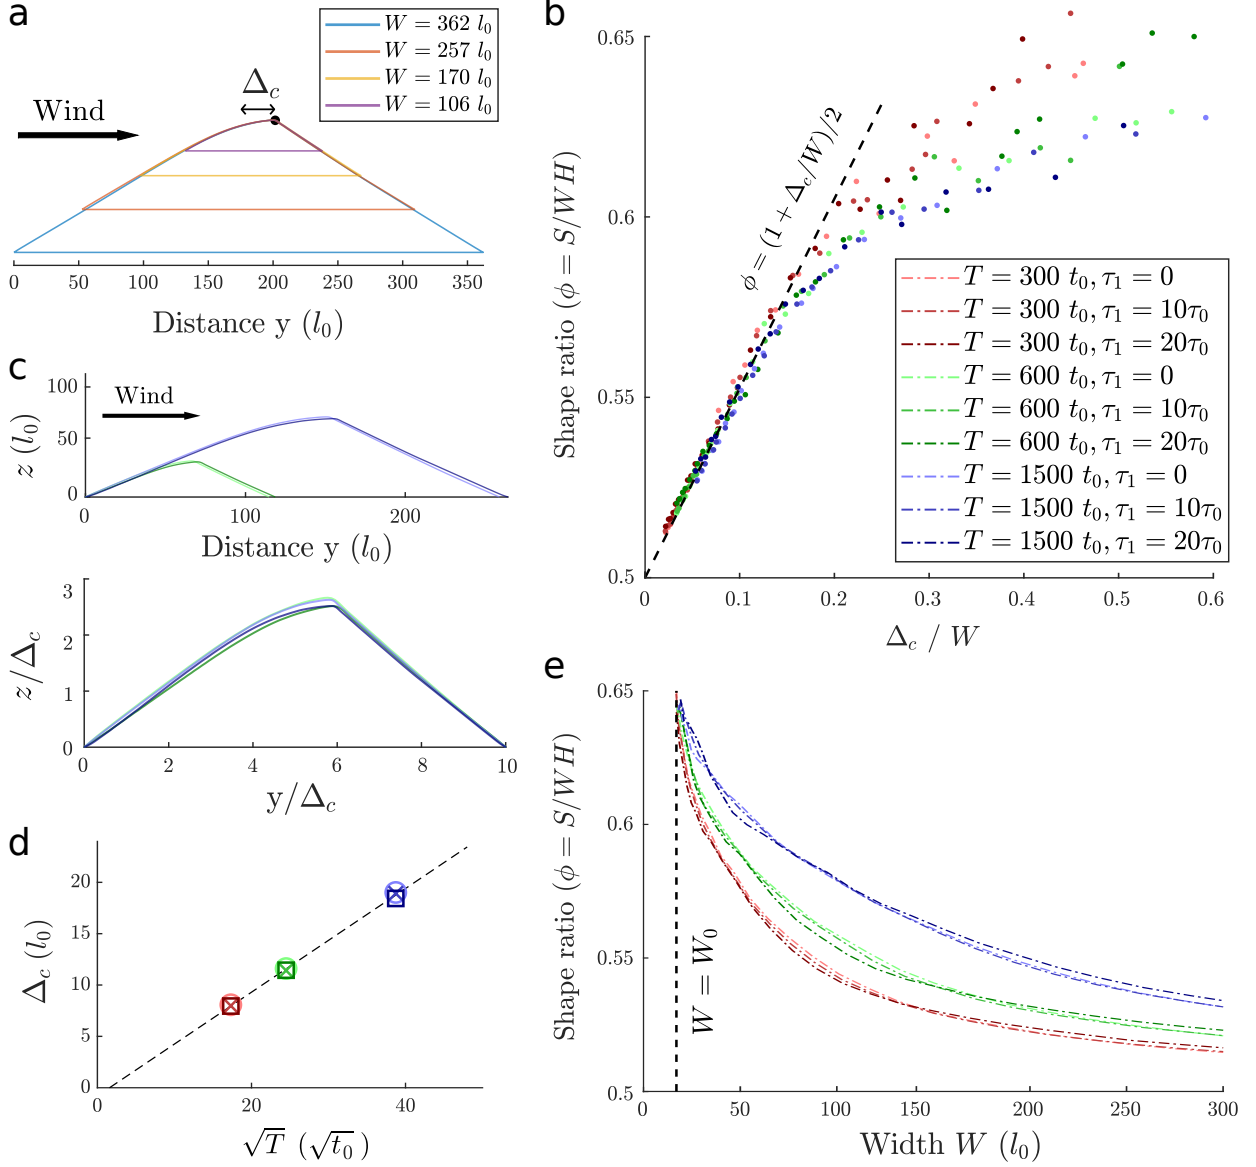 a
W = 362 l₀
W = 257 l₀
W = 170 l₀
W = 106 l₀
Δc
Wind
0 50 100 150 200 250 300 350
Distance y (l₀)
b
0.65
0.6
0.55
0.5
Shape ratio (ϕ = S/WH)
ϕ = (1 + Δc/W)/2
T = 300 t₀, τ₁ = 0
T = 300 t₀, τ₁ = 10τ₀
T = 300 t₀, τ₁ = 20τ₀
T = 600 t₀, τ₁ = 0
T = 600 t₀, τ₁ = 10τ₀
T = 600 t₀, τ₁ = 20τ₀
T = 1500 t₀, τ₁ = 0
T = 1500 t₀, τ₁ = 10τ₀
T = 1500 t₀, τ₁ = 20τ₀
0 0.1 0.2 0.3 0.4 0.5 0.6
Δc / W
c
100
50
0
z (l₀)
Wind
0 100 200
Distance y (l₀)
3
2
1
0
z/Δc
0 2 4 6 8 10
y/Δc
d
20
15
10
5
0
Δc (l₀)
0 20 40
√T (√t₀)
e
0.65
0.6
0.55
0.5
Shape ratio (ϕ = S/WH)
W = W₀
0 50 100 150 200 250 300
Width W (l₀)